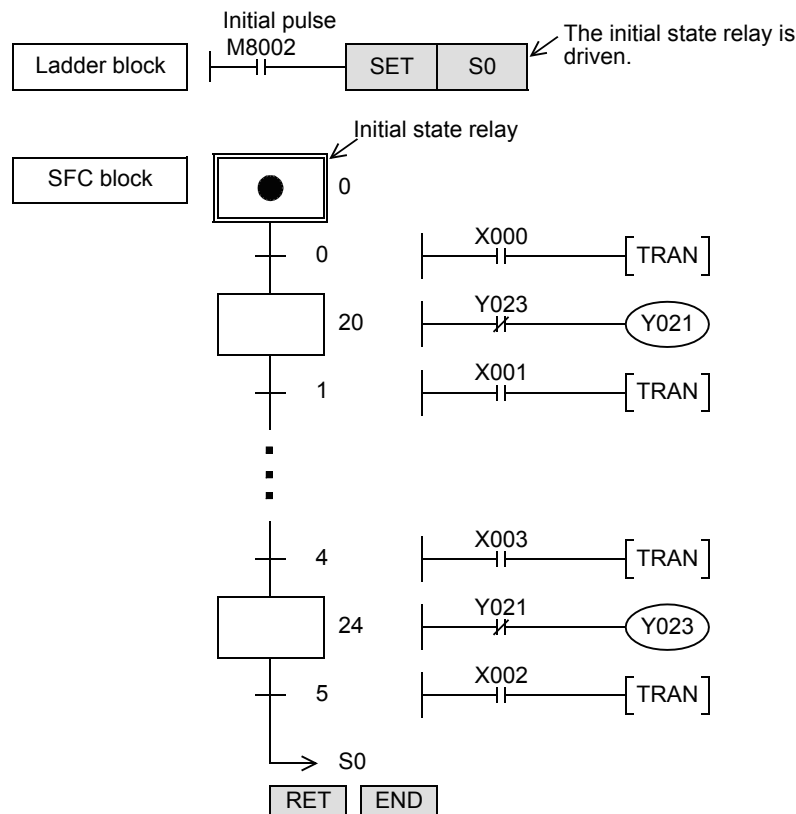 Initial pulse
M8002
The initial state relay is
driven.
Ladder block
SET
S0
Initial state relay
SFC block
0
0
X000
TRAN
20
Y023
Y021
1
X001
TRAN
4
X003
TRAN
24
Y021
Y023
5
X002
TRAN
S0
RET
END